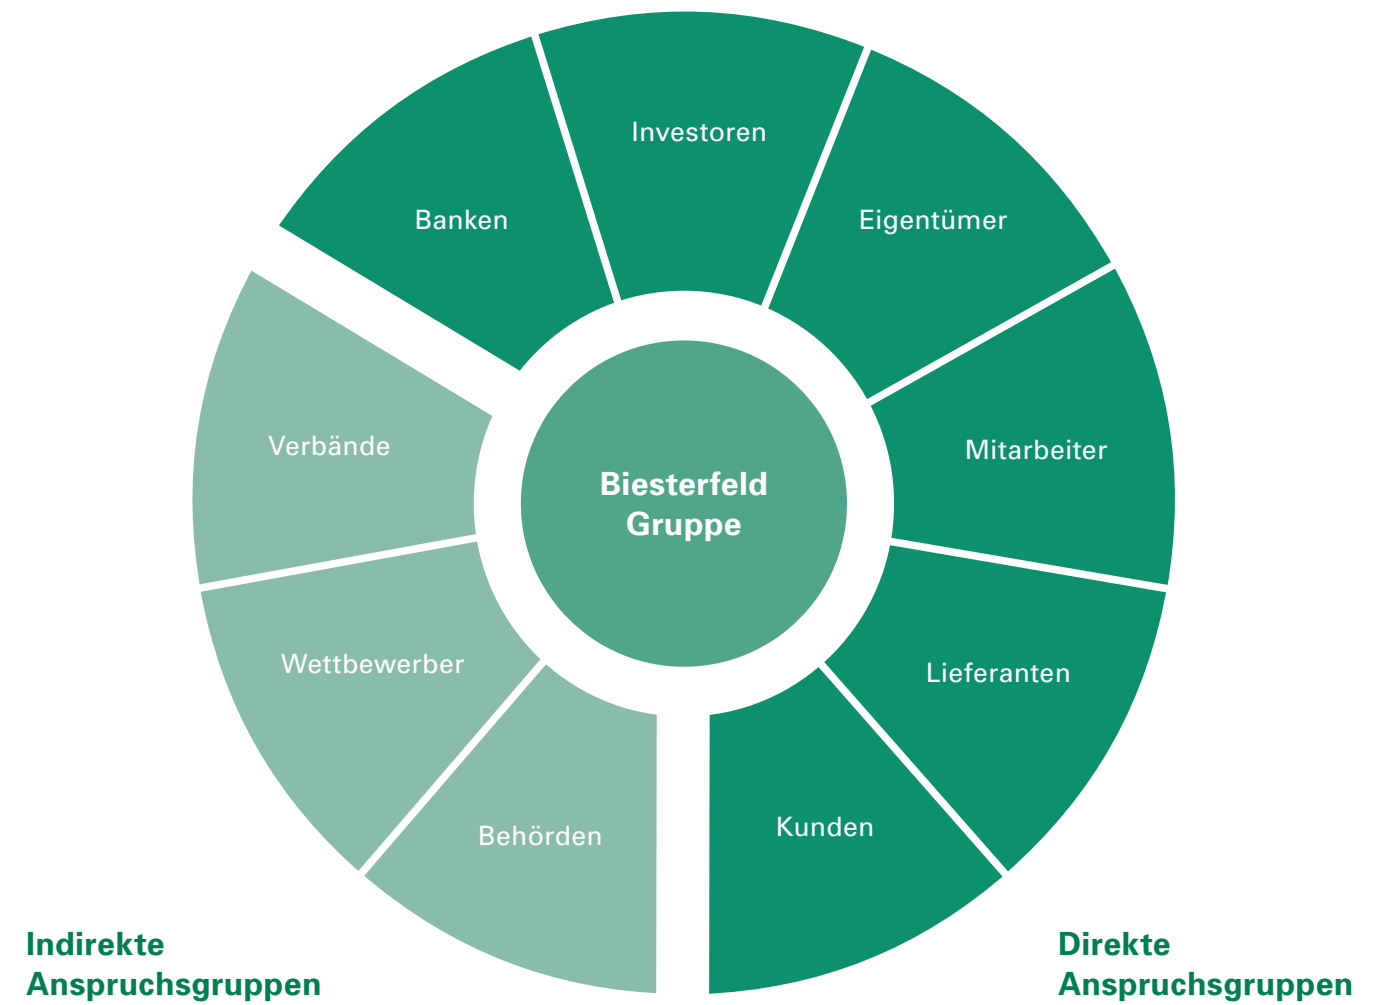 Investoren
Banken
Eigentümer
Verbände
Mitarbeiter
Biesterfeld
Gruppe
Wettbewerber
Lieferanten
Behörden
Kunden
Indirekte
Anspruchsgruppen
Direkte
Anspruchsgruppen